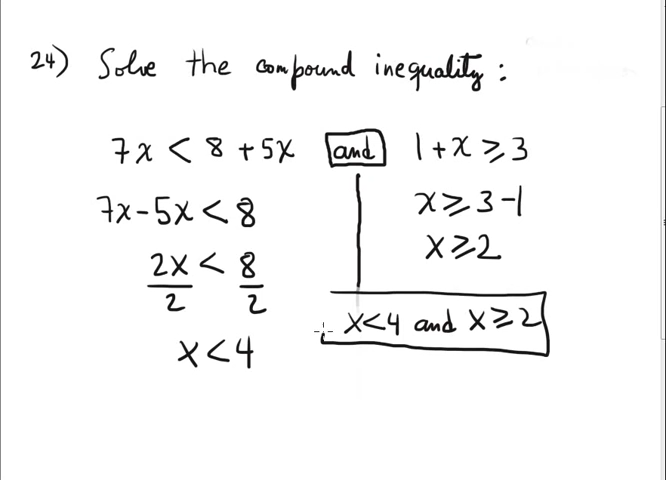 24) Solve the compound inequality :
7x < 8 + 5x and 1 + x ≥ 3
7x - 5x < 8
x ≥ 3 - 1
2x < 8
2 2
x ≥ 2
x < 4
x < 4 and x ≥ 2